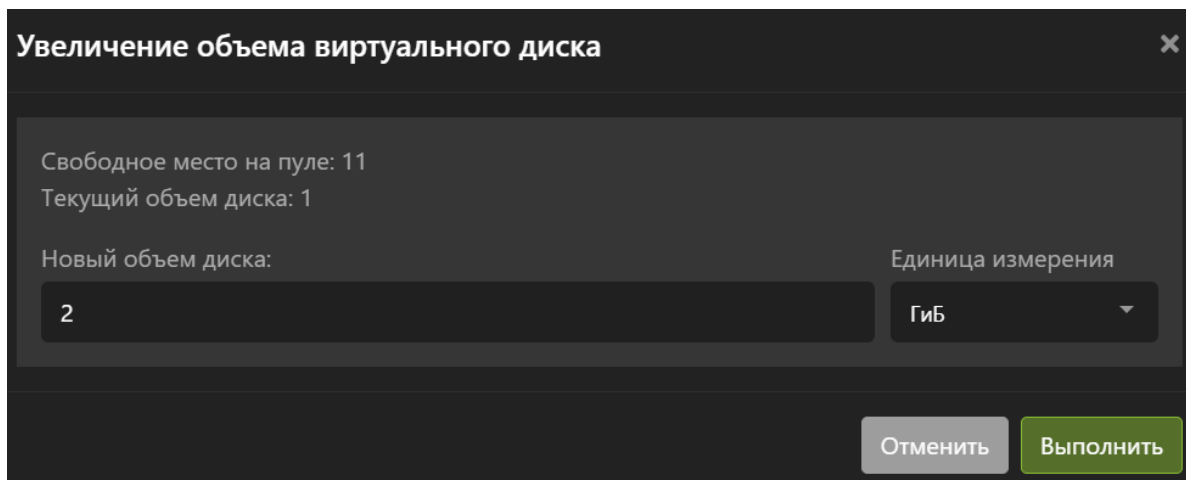 Увеличение объема виртуального диска
Свободное место на пуле: 11
Текущий объем диска: 1
Новый объем диска:
Единица измерения
2
ГиБ
Отменить
Выполнить